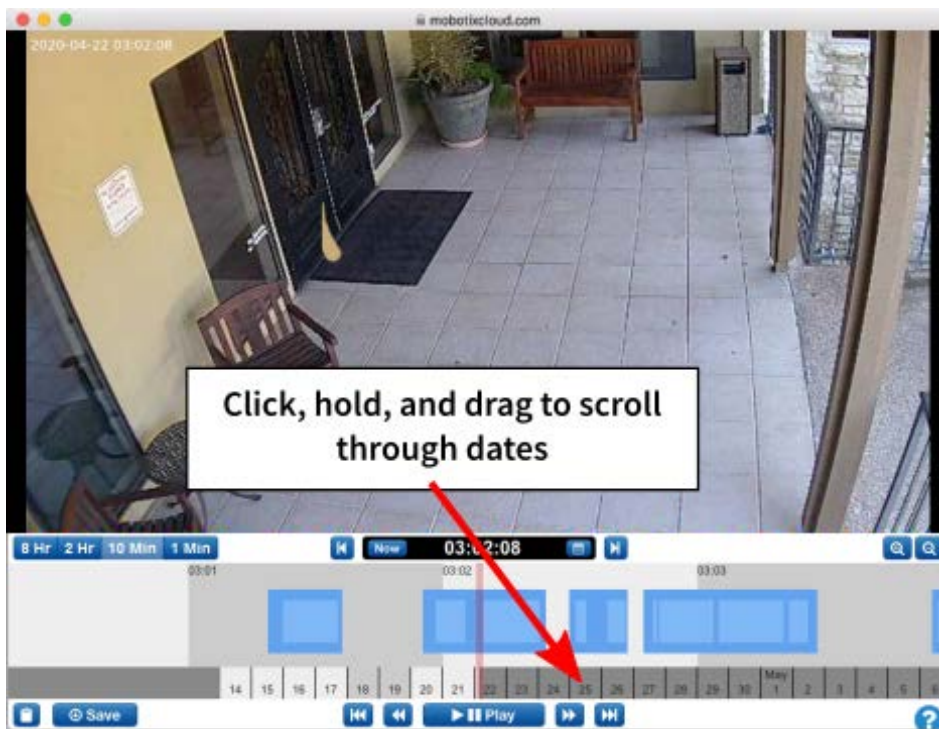 mobotixcloud.com
2020-04-22 03:02:08
Click, hold, and drag to scroll
through dates
8 Hr 2 Hr 10 Min 1 Min
Now 03:02:08
03:01 03:02 03:03
May
14 15 16 17 18 19 20 21 22 23 24 25 26 27 28 29 30 1 2 3 4 5 6
Save Play ?